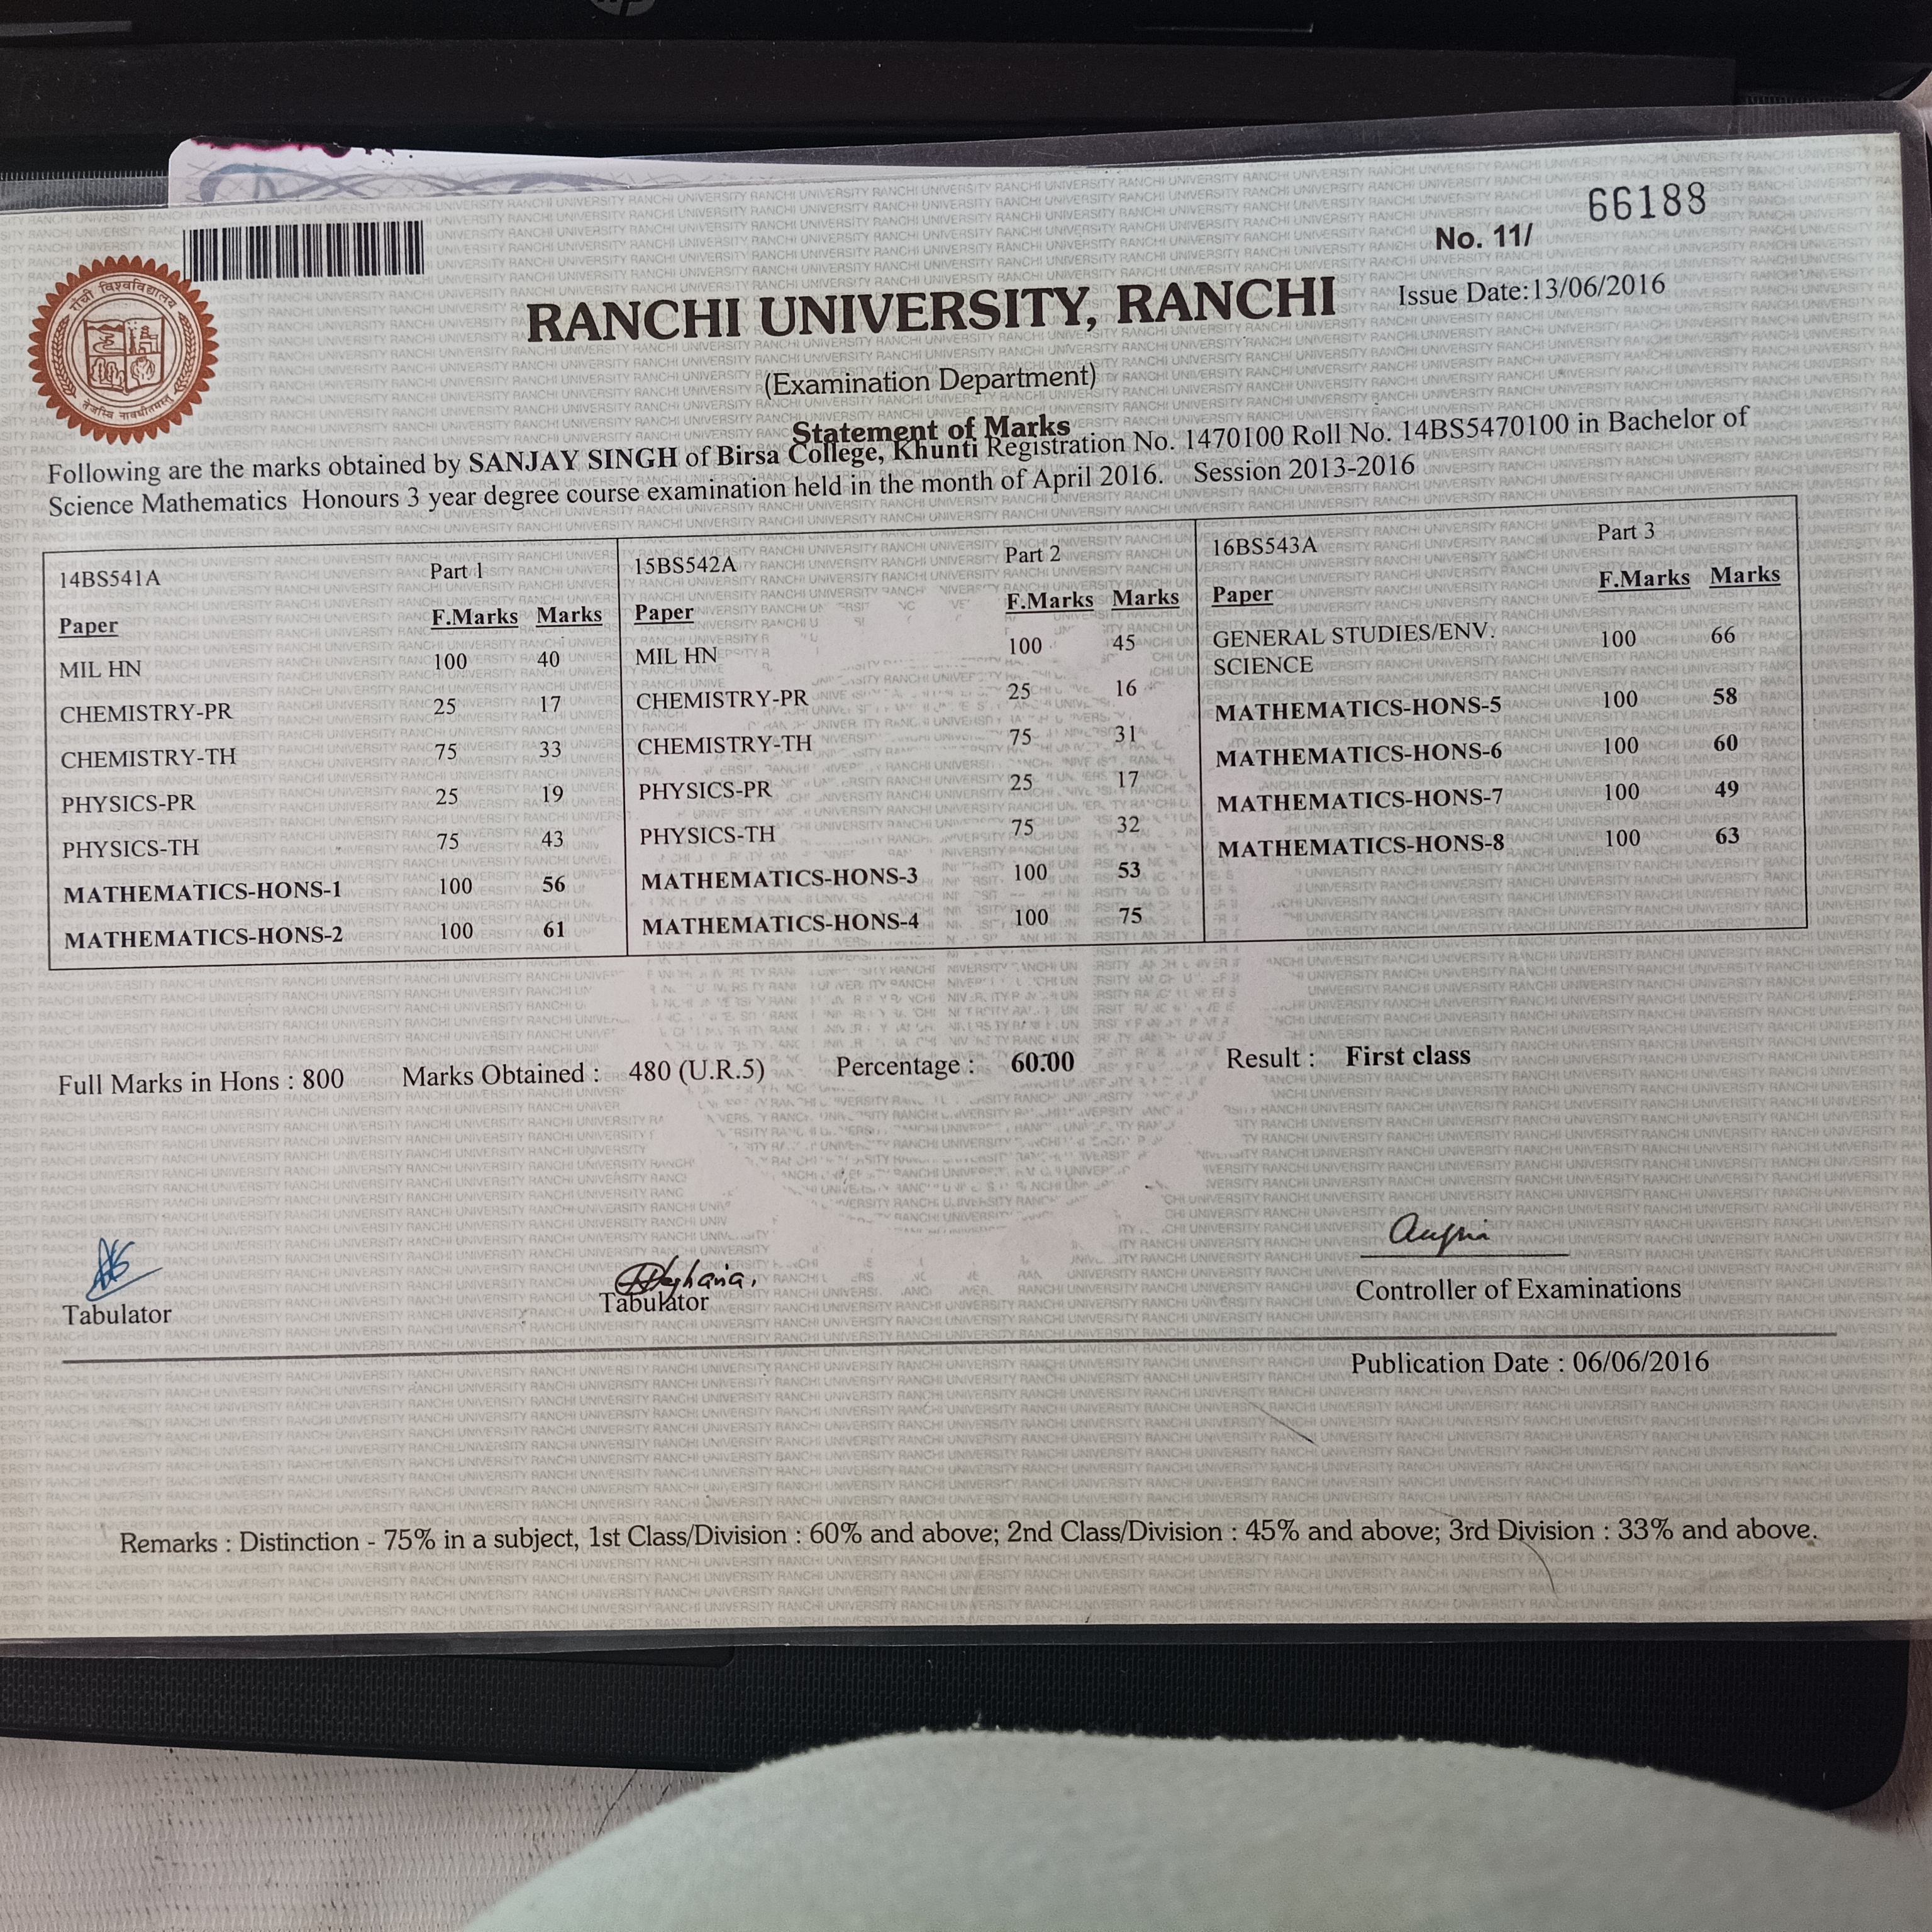 66188
No. 11/
RANCHI UNIVERSITY, RANCHI
Issue Date:13/06/2016
राँची विश्वविद्यालय
तेजस्वि नावधीतमस्तु
(Examination Department)
Statement of Marks
Following are the marks obtained by SANJAY SINGH of Birsa College, Khunti Registration No. 1470100 Roll No. 14BS5470100 in Bachelor of
Science Mathematics Honours 3 year degree course examination held in the month of April 2016. Session 2013-2016
14BS541A Part 1
Paper F.Marks Marks
MIL HN 100 40
CHEMISTRY-PR 25 17
CHEMISTRY-TH 75 33
PHYSICS-PR 25 19
PHYSICS-TH 75 43
MATHEMATICS-HONS-1 100 56
MATHEMATICS-HONS-2 100 61
15BS542A Part 2
Paper F.Marks Marks
MIL HN 100 45
CHEMISTRY-PR 25 16
CHEMISTRY-TH 75 31
PHYSICS-PR 25 17
PHYSICS-TH 75 32
MATHEMATICS-HONS-3 100 53
MATHEMATICS-HONS-4 100 75
16BS543A Part 3
Paper F.Marks Marks
GENERAL STUDIES/ENV. 100 66
SCIENCE
MATHEMATICS-HONS-5 100 58
MATHEMATICS-HONS-6 100 60
MATHEMATICS-HONS-7 100 49
MATHEMATICS-HONS-8 100 63
Full Marks in Hons : 800 Marks Obtained : 480 (U.R.5) Percentage : 60.00 Result : First class
Tabulator
Tabulator
Controller of Examinations
Publication Date : 06/06/2016
Remarks : Distinction - 75% in a subject, 1st Class/Division : 60% and above; 2nd Class/Division : 45% and above; 3rd Division : 33% and above.